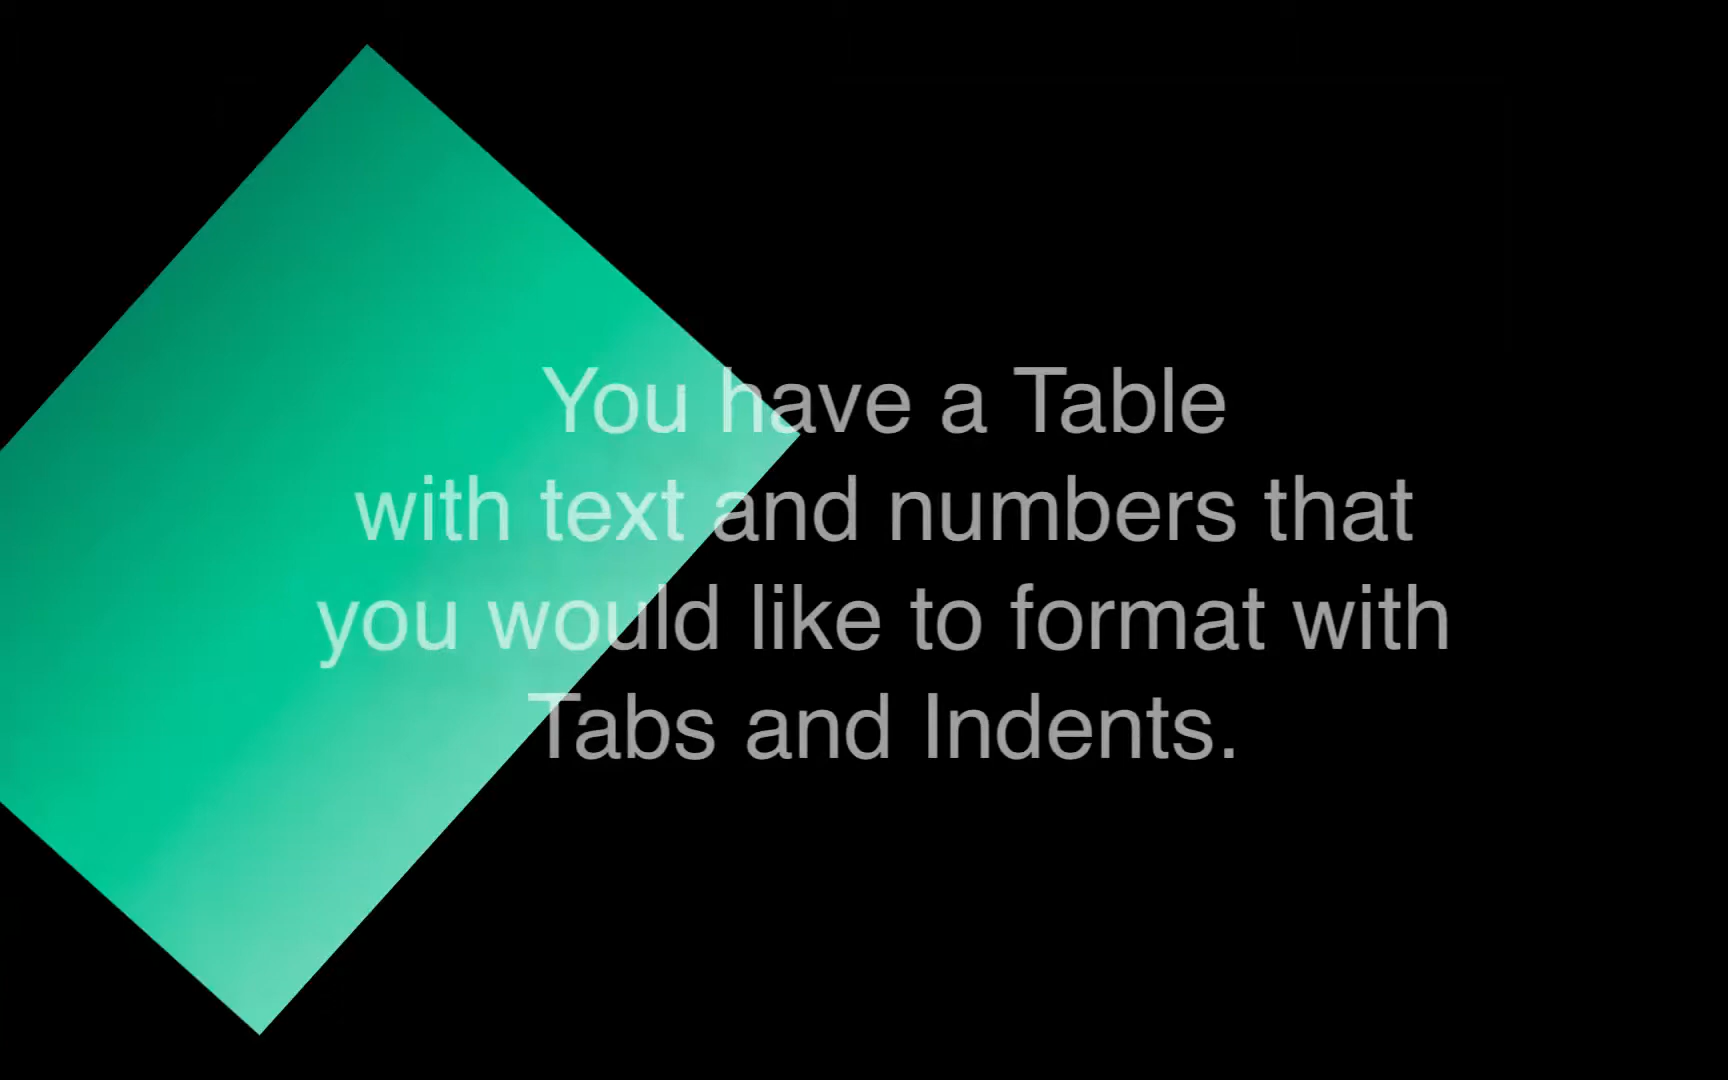 You have a Table
with text and numbers that
you would like to format with
Tabs and Indents.